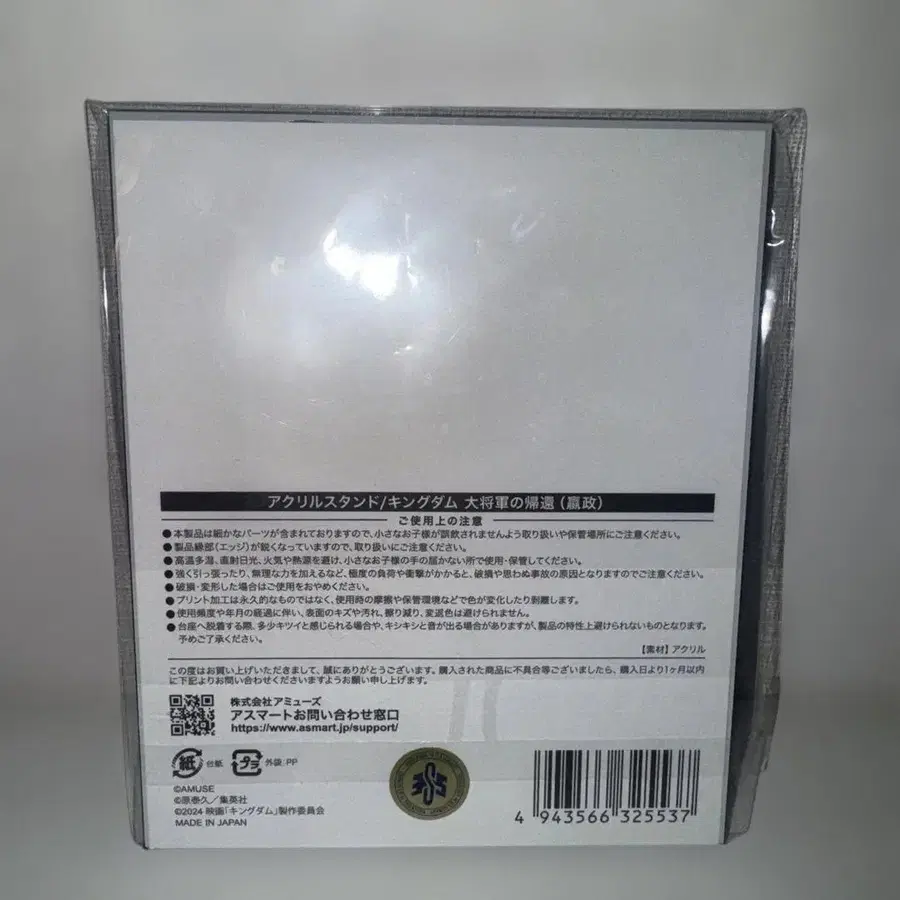 アクリルスタンド/キングダム 大将軍の帰還（嬴政）
ご使用上の注意
●本製品は細かなパーツが含まれておりますので、小さなお子様が誤飲されませんよう取り扱いや保管場所にご注意ください。
●製品縁部（エッジ）が鋭くなっていますので、取り扱いにご注意ください。
●高温多湿、直射日光、火気や熱源を避け、小さなお子様の手の届かない所で使用・保管してください。
●強く引っ張ったり、無理な力を加えるなど、極度の負荷や衝撃がかかると、破損や思わぬ事故の原因となりますのでご注意ください。
●破損・変形した場合はご使用をおやめください。
●プリント加工は永久的なものではなく、使用時の摩擦や保管環境などで色が変化したり剥離します。
●使用頻度や年月の経過に伴い、表面のキズや汚れ、擦り減り、変返色は避けられません。
●台座へ脱着する際、多少キツイと感じられる場合や、キシキシと音が出る場合がありますが、製品の特性上避けられないものとなります。
予めご了承ください。
【素材】アクリル
この度はお買い上げいただきまして、誠にありがとうございます。購入された商品に不具合等ございましたら、購入日より1ヶ月以内
に下記よりお問い合わせくださいますようお願い申し上げます。
株式会社アミューズ
アスマートお問い合わせ窓口
https://www.asmart.jp/support/
紙 台紙 プラ 外袋:PP
©AMUSE
©原泰久／集英社
©2024 映画「キングダム」製作委員会
MADE IN JAPAN
4 943566 325537